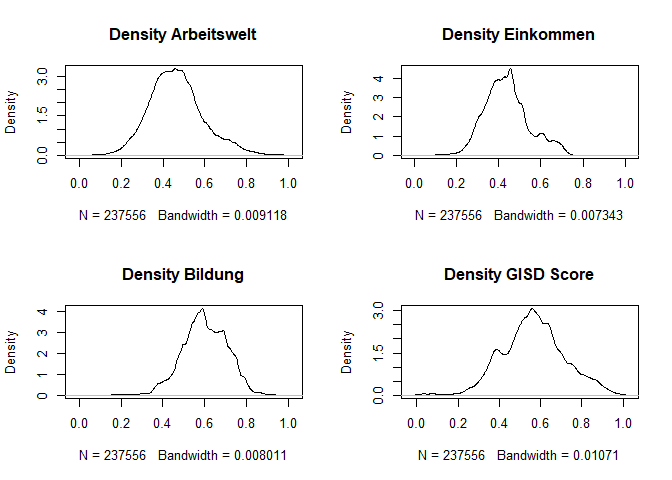 Density Arbeitswelt
Density
0.0 1.5 3.0
0.0 0.2 0.4 0.6 0.8 1.0
N = 237556 Bandwidth = 0.009118
Density Einkommen
Density
0 1 2 3 4
0.0 0.2 0.4 0.6 0.8 1.0
N = 237556 Bandwidth = 0.007343
Density Bildung
Density
0 1 2 3 4
0.0 0.2 0.4 0.6 0.8 1.0
N = 237556 Bandwidth = 0.008011
Density GISD Score
Density
0.0 1.5 3.0
0.0 0.2 0.4 0.6 0.8 1.0
N = 237556 Bandwidth = 0.01071